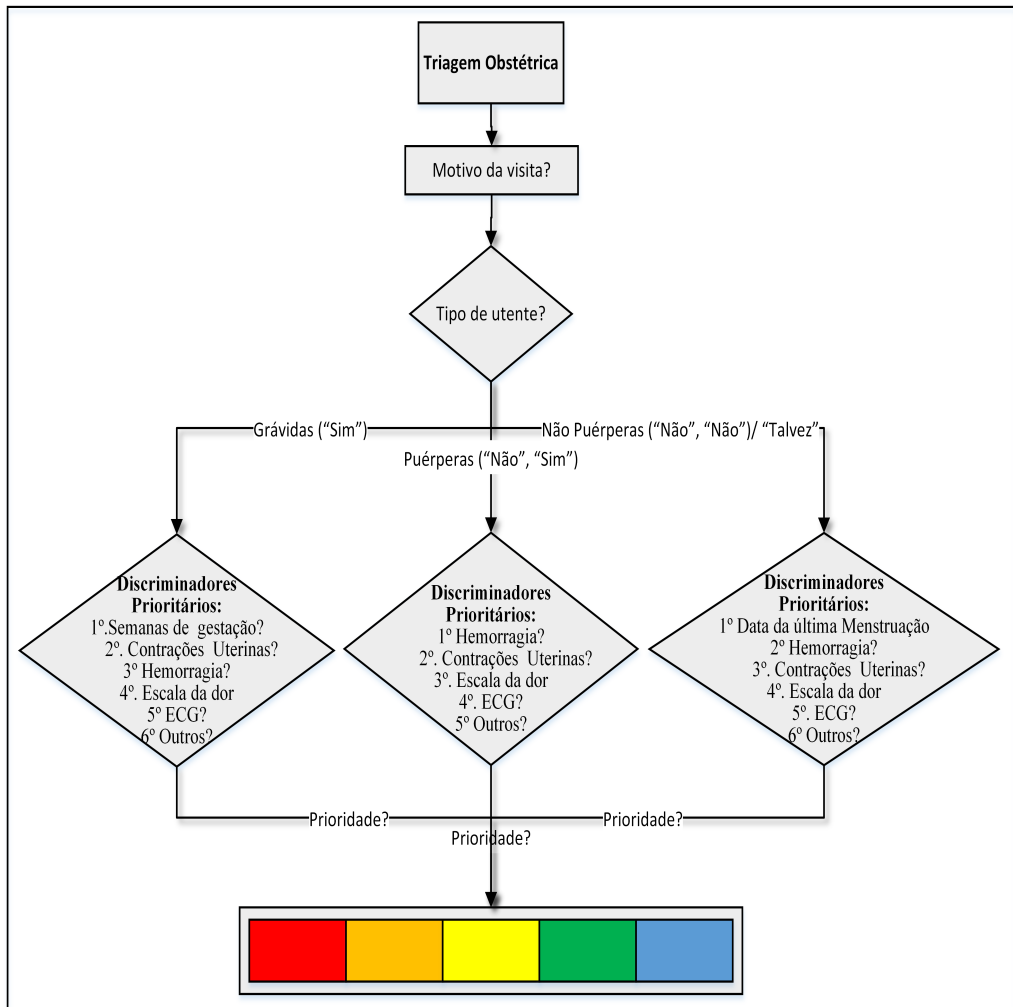 Triagem Obstétrica
Motivo da visita?
Tipo de utente?
Grávidas (“Sim”)
Não Puérperas (“Não”, “Não”)/ “Talvez”
Puérperas (“Não”, “Sim”)
Discriminadores
Prioritários:
1º.Semanas de gestação?
2º. Contrações Uterinas?
3º Hemorragia?
4º. Escala da dor
5º ECG?
6º Outros?
Discriminadores
Prioritários:
1º Hemorragia?
2º. Contrações Uterinas?
3º. Escala da dor
4º. ECG?
5º Outros?
Discriminadores
Prioritários:
1º Data da última Menstruação
2º Hemorragia?
3º. Contrações Uterinas?
4º. Escala da dor
5º. ECG?
6º Outros?
Prioridade?
Prioridade?
Prioridade?